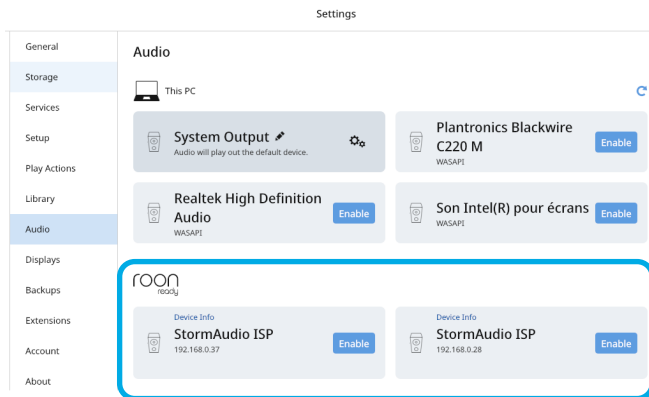 Settings
General
Storage
Services
Setup
Play Actions
Library
Audio
Displays
Backups
Extensions
Account
About
Audio
This PC
System Output
Audio will play out the default device.
Plantronics Blackwire
C220 M
WASAPI
Enable
Realtek High Definition
Audio
WASAPI
Enable
Son Intel(R) pour écrans
WASAPI
Enable
roon
ready
Device Info
StormAudio ISP
192.168.0.37
Enable
Device Info
StormAudio ISP
192.168.0.28
Enable